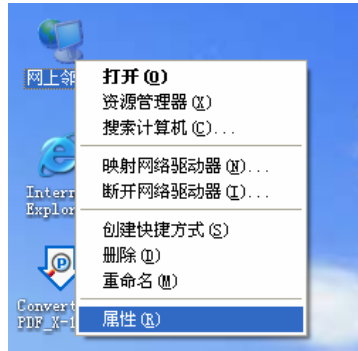 网上邻
打开(O)
资源管理器(X)
搜索计算机(C)...
映射网络驱动器(N)...
断开网络驱动器(I)...
创建快捷方式(S)
删除(D)
重命名(M)
属性(R)
Intern
Explor
Convert
PDF_X-1